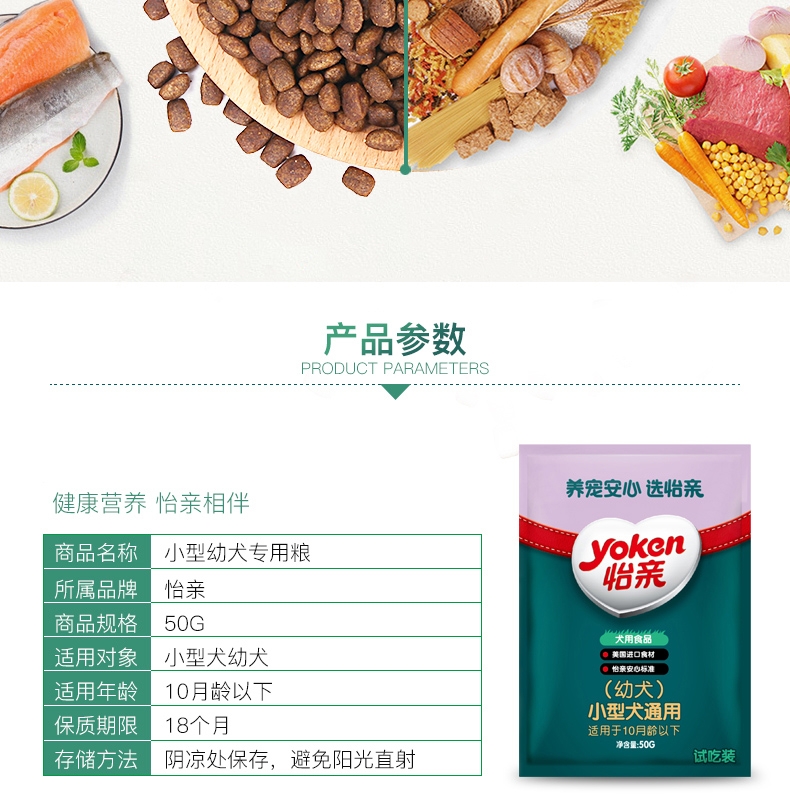 产品参数
PRODUCT PARAMETERS
健康营养 怡亲相伴
商品名称 小型幼犬专用粮
所属品牌 怡亲
商品规格 50G
适用对象 小型犬幼犬
适用年龄 10月龄以下
保质期限 18个月
存储方法 阴凉处保存，避免阳光直射
养宠安心 选怡亲
yoken
怡亲
犬用食品
美国进口食材
怡亲安心标准
（幼犬）
小型犬通用
适用于10月龄以下
净含量:50G
试吃装